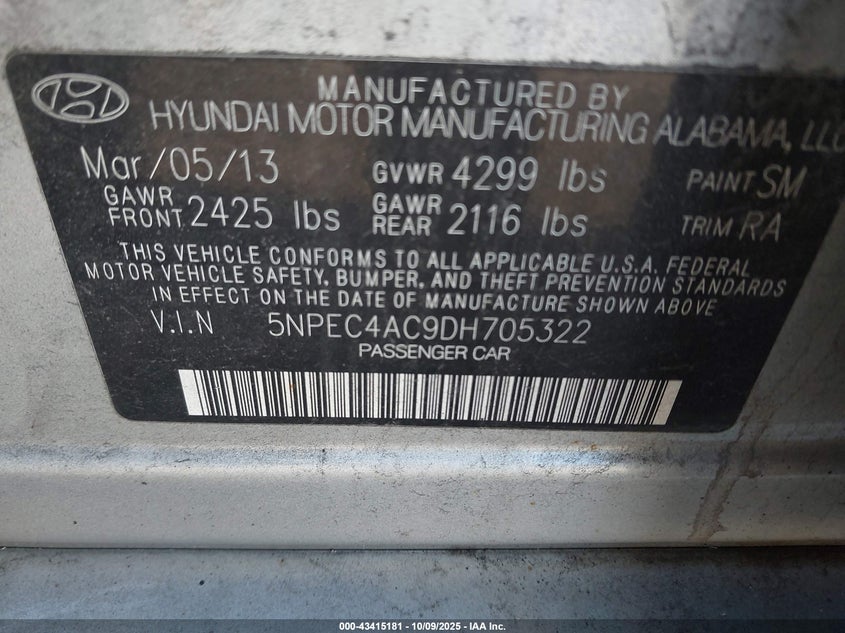 MANUFACTURED BY
HYUNDAI MOTOR MANUFACTURING ALABAMA, LLC
Mar/05/13 GVWR 4299 lbs PAINT SM
GAWR FRONT 2425 lbs GAWR REAR 2116 lbs TRIM RA
THIS VEHICLE CONFORMS TO ALL APPLICABLE U.S.A. FEDERAL
MOTOR VEHICLE SAFETY, BUMPER, AND THEFT PREVENTION STANDARDS
IN EFFECT ON THE DATE OF MANUFACTURE SHOWN ABOVE
V.I.N 5NPEC4AC9DH705322
PASSENGER CAR
000-43415181 - 10/09/2025 - IAA Inc.